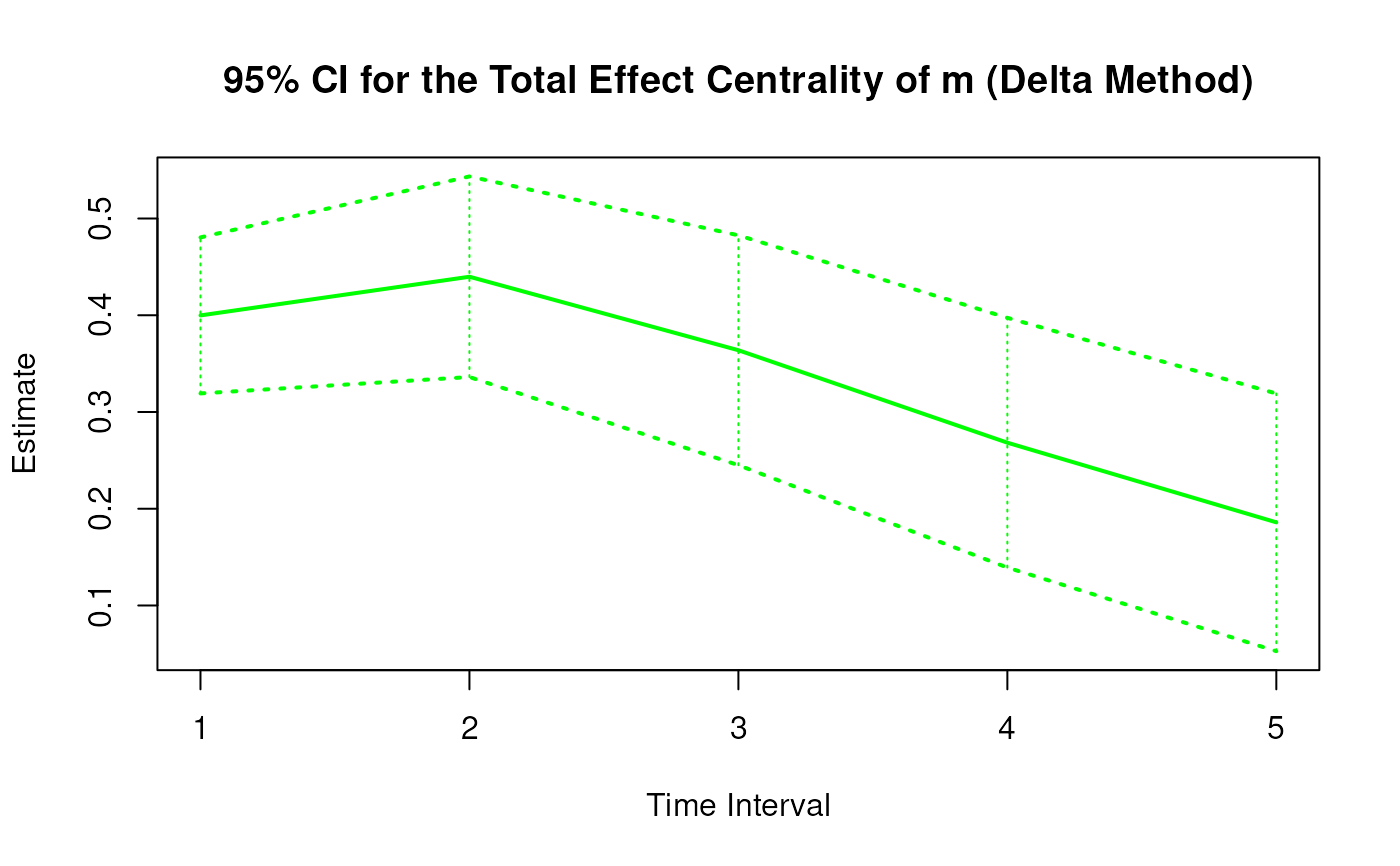 95% CI for the Total Effect Centrality of m (Delta Method)
Estimate
0.5
0.4
0.3
0.2
0.1
1 2 3 4 5
Time Interval